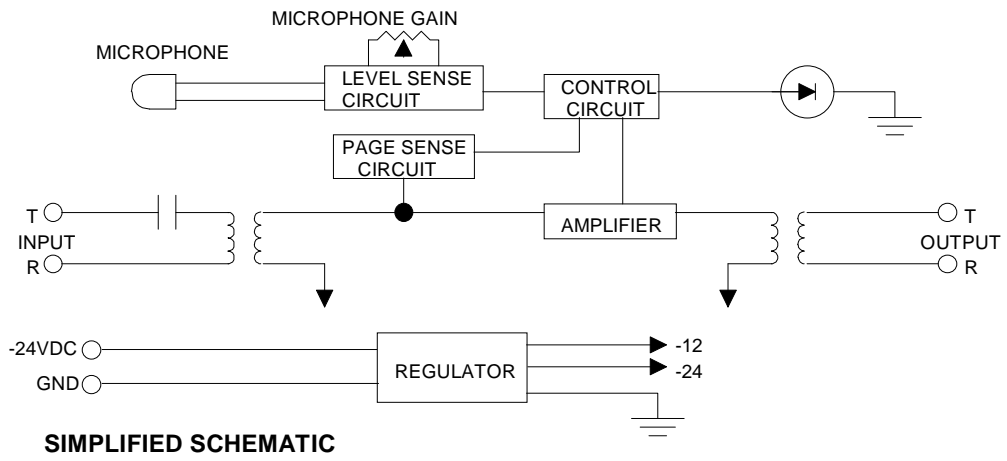 MICROPHONE GAIN
MICROPHONE
LEVEL SENSE
CIRCUIT
CONTROL
CIRCUIT
PAGE SENSE
CIRCUIT
T
INPUT
R
AMPLIFIER
T
OUTPUT
R
-24VDC
GND
REGULATOR
-12
-24
SIMPLIFIED SCHEMATIC